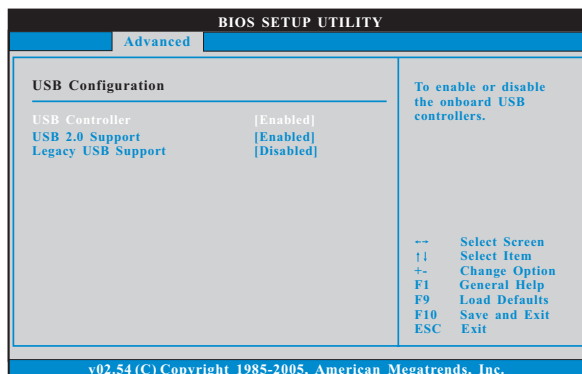 BIOS SETUP UTILITY
Advanced
USB Configuration
USB Controller [Enabled]
USB 2.0 Support [Enabled]
Legacy USB Support [Disabled]
To enable or disable
the onboard USB
controllers.
←→ Select Screen
↑↓ Select Item
+- Change Option
F1 General Help
F9 Load Defaults
F10 Save and Exit
ESC Exit
v02.54 (C) Copyright 1985-2005, American Megatrends, Inc.